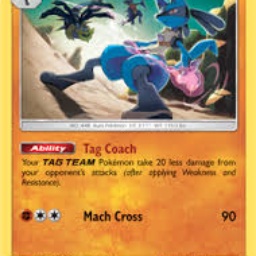 Ability Tag Coach
Your TAG TEAM Pokémon take 20 less damage from
your opponent's attacks (after applying Weakness and
Resistance).
Mach Cross 90